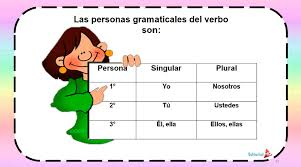 Las personas gramaticales del verbo
son:
Persona Singular Plural
1° Yo Nosotros
2° Tú Ustedes
3° Él, ella Ellos, ellas